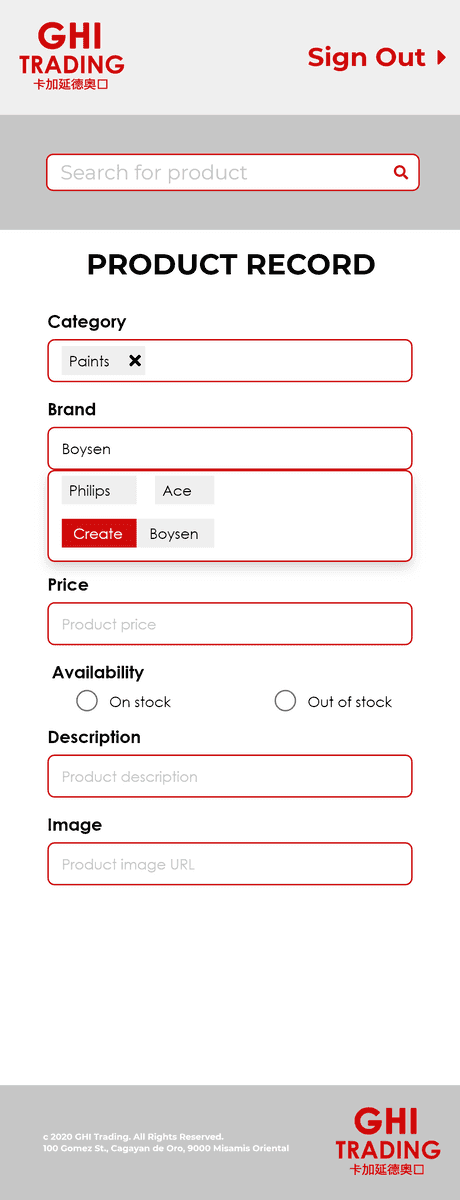 GHI
TRADING
卡加延德奧口
Sign Out
Search for product
PRODUCT RECORD
Category
Paints
Brand
Boysen
Philips Ace
Create Boysen
Price
Product price
Availability
On stock Out of stock
Description
Product description
Image
Product image URL
c 2020 GHI Trading. All Rights Reserved.
100 Gomez St., Cagayan de Oro, 9000 Misamis Oriental
GHI
TRADING
卡加延德奧口